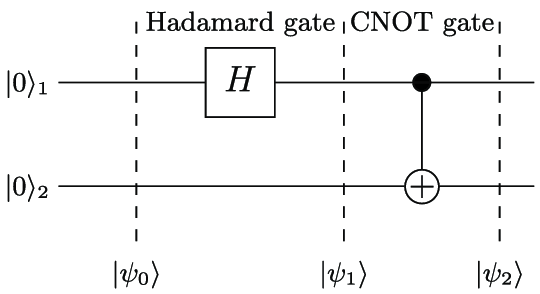 Hadamard gate CNOT gate
|0⟩₁ H
|0⟩₂
|ψ₀⟩ |ψ₁⟩ |ψ₂⟩